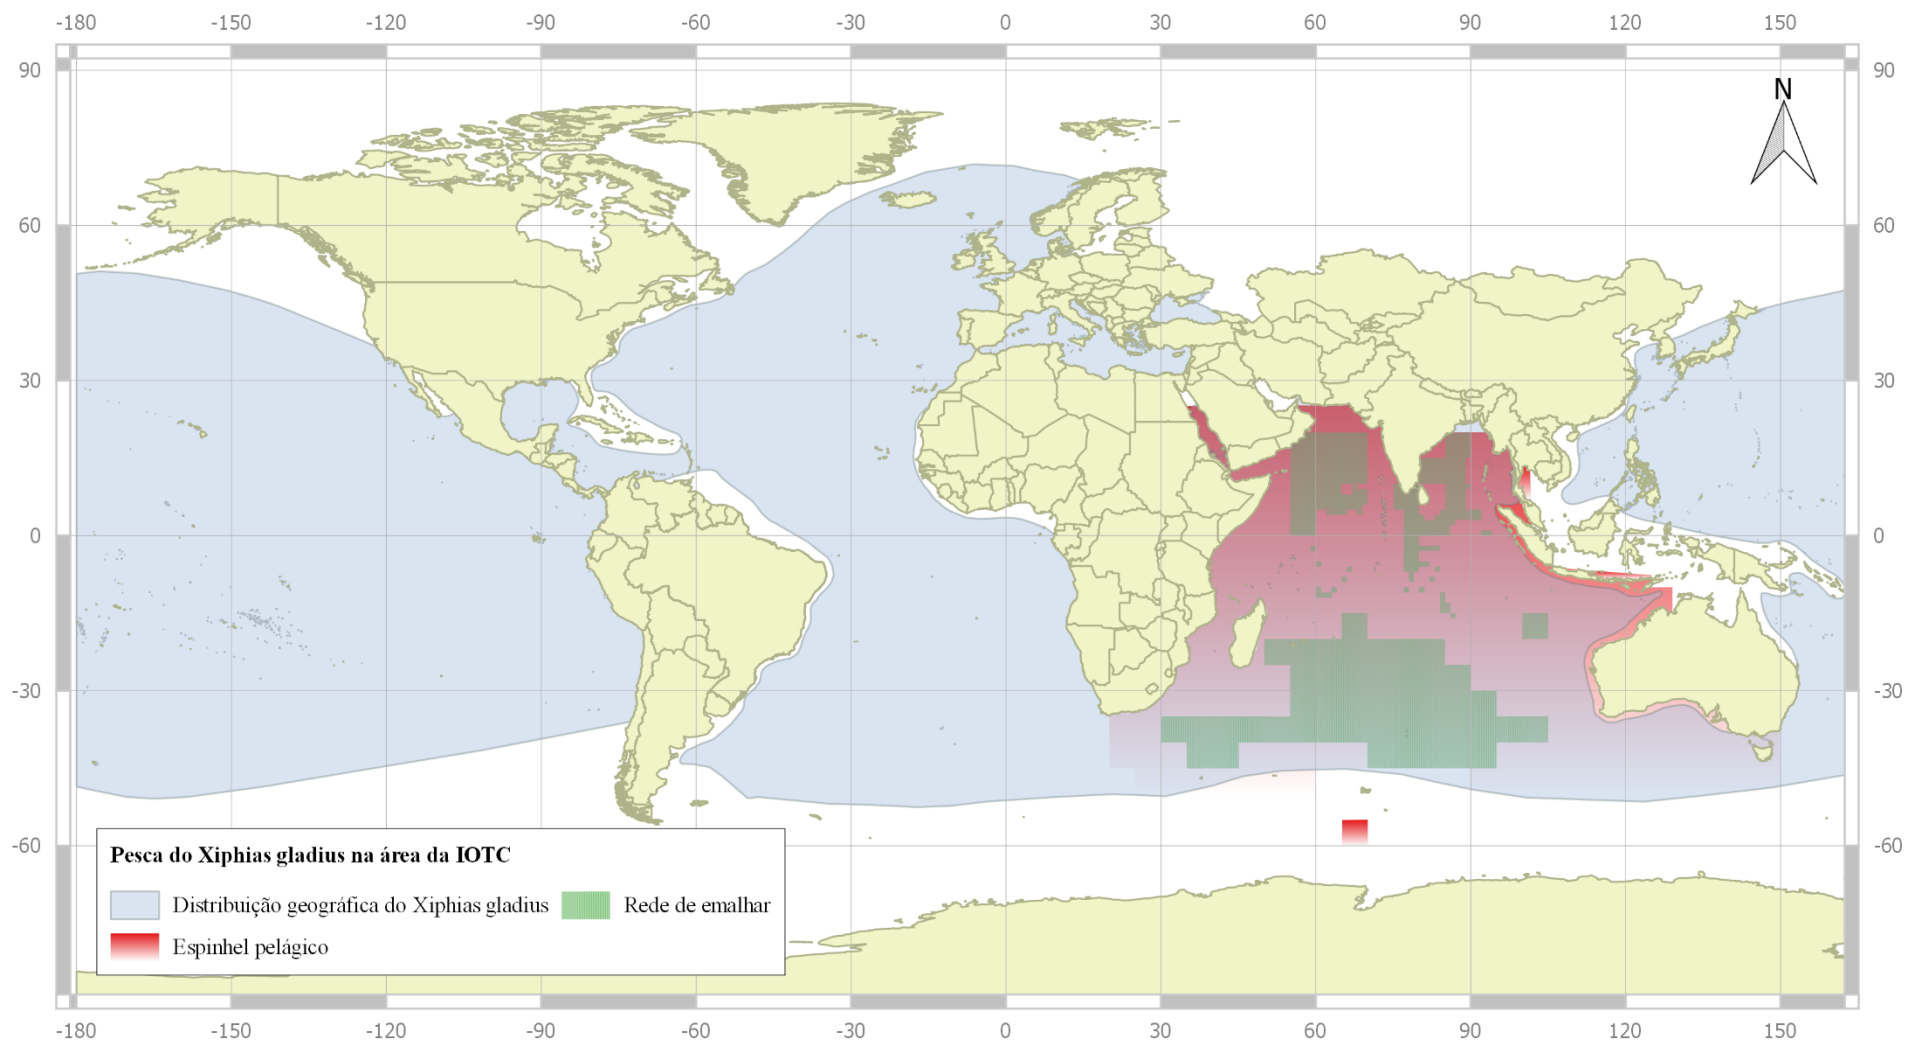 -180 -150 -120 -90 -60 -30 0 30 60 90 120 150
90 90
N
60 60
30 30
0 0
-30 -30
-60 -60
Pesca do Xiphias gladius na área da IOTC
Distribuição geográfica do Xiphias gladius Rede de emalhar
Espinhel pelágico
-180 -150 -120 -90 -60 -30 0 30 60 90 120 150